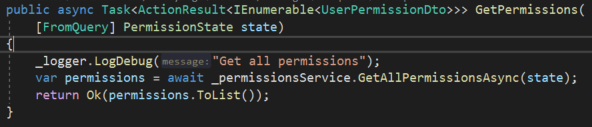 public async Task<ActionResult<IEnumerable<UserPermissionDto>>> GetPermissions(
[FromQuery] PermissionState state)
{
_logger.LogDebug(message:"Get all permissions");
var permissions = await _permissionsService.GetAllPermissionsAsync(state);
return Ok(permissions.ToList());
}